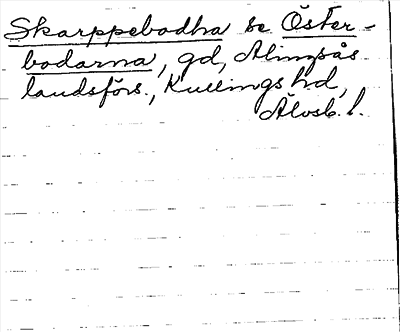 Skarppebodha se Öster-
bodarna, gd, Alingsås
landsförs., Kullings hd,
Älvsb. l.